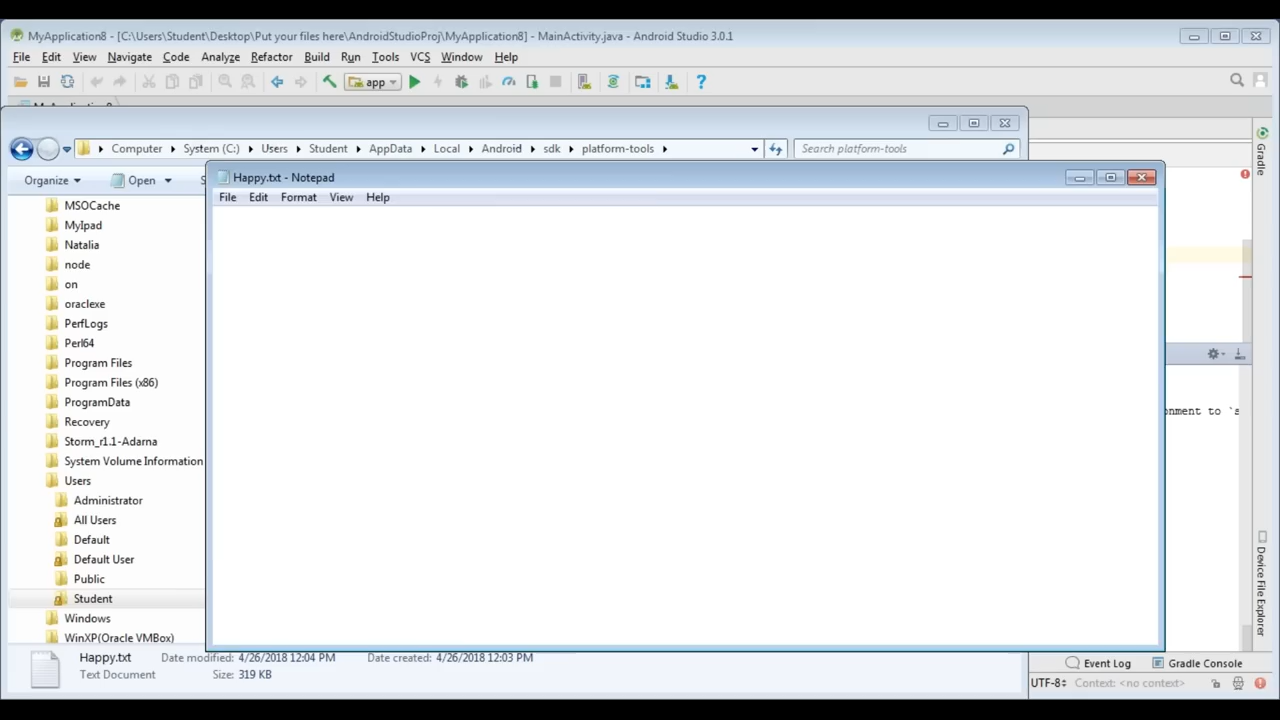 MyApplication8 - [C:\Users\Student\Desktop\Put your files here\AndroidStudioProj\MyApplication8] - MainActivity.java - Android Studio 3.0.1
File Edit View Navigate Code Analyze Refactor Build Run Tools VCS Window Help
app
MyApplication8
Computer System (C:) Users Student AppData Local Android sdk platform-tools Search platform-tools
Organize Open
Happy.txt - Notepad
File Edit Format View Help
MSOCache
MyIpad
Natalia
node
on
oraclexe
PerfLogs
Perl64
Program Files
Program Files (x86)
ProgramData
Recovery
Storm_r1.1-Adarna
System Volume Information
Users
Administrator
All Users
Default
Default User
Public
Student
Windows
WinXP(Oracle VMBox)
Happy.txt Date modified: 4/26/2018 12:04 PM Date created: 4/26/2018 12:03 PM
Text Document Size: 319 KB
Gradle
onment to `s
Device File Explorer
Event Log Gradle Console
UTF-8 Context: <no context>